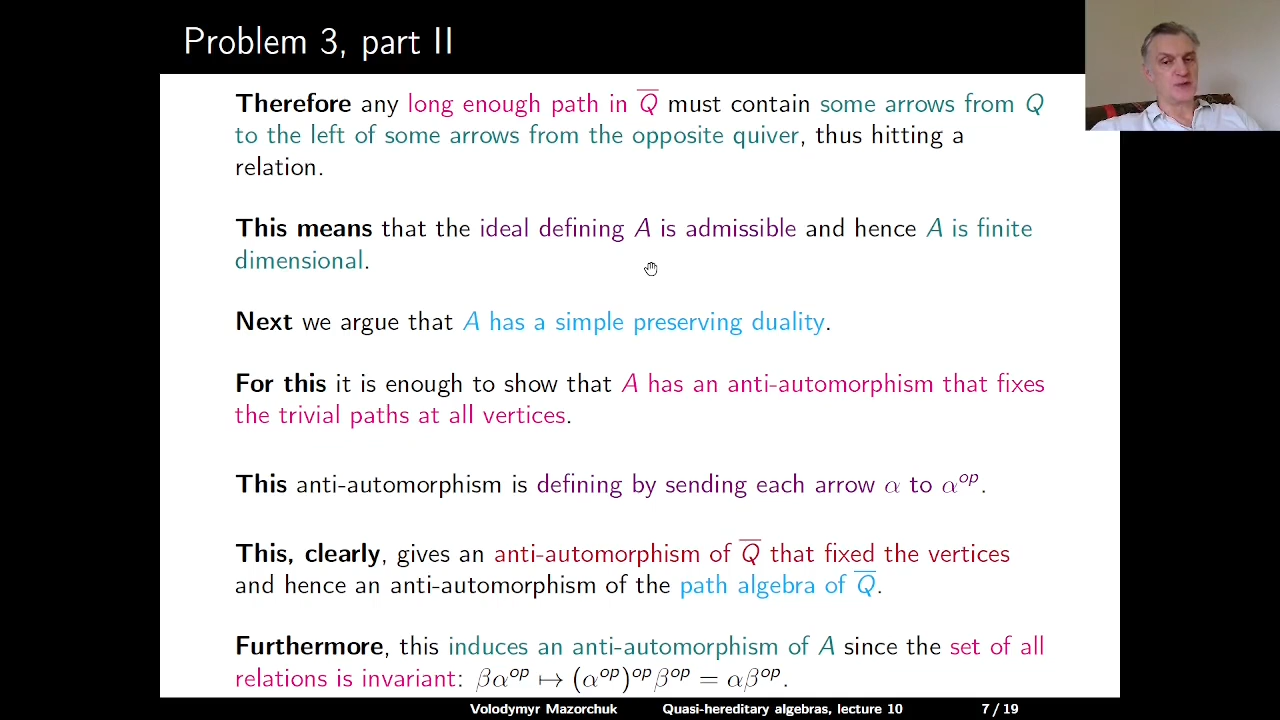 Problem 3, part II
Therefore any long enough path in Q̅ must contain some arrows from Q
to the left of some arrows from the opposite quiver, thus hitting a
relation.
This means that the ideal defining A is admissible and hence A is finite
dimensional.
Next we argue that A has a simple preserving duality.
For this it is enough to show that A has an anti-automorphism that fixes
the trivial paths at all vertices.
This anti-automorphism is defining by sending each arrow α to α^{op}.
This, clearly, gives an anti-automorphism of Q̅ that fixed the vertices
and hence an anti-automorphism of the path algebra of Q̅.
Furthermore, this induces an anti-automorphism of A since the set of all
relations is invariant: βα^{op} ↦ (α^{op})^{op}β^{op} = αβ^{op}.
Volodymyr Mazorchuk Quasi-hereditary algebras, lecture 10 7 / 19